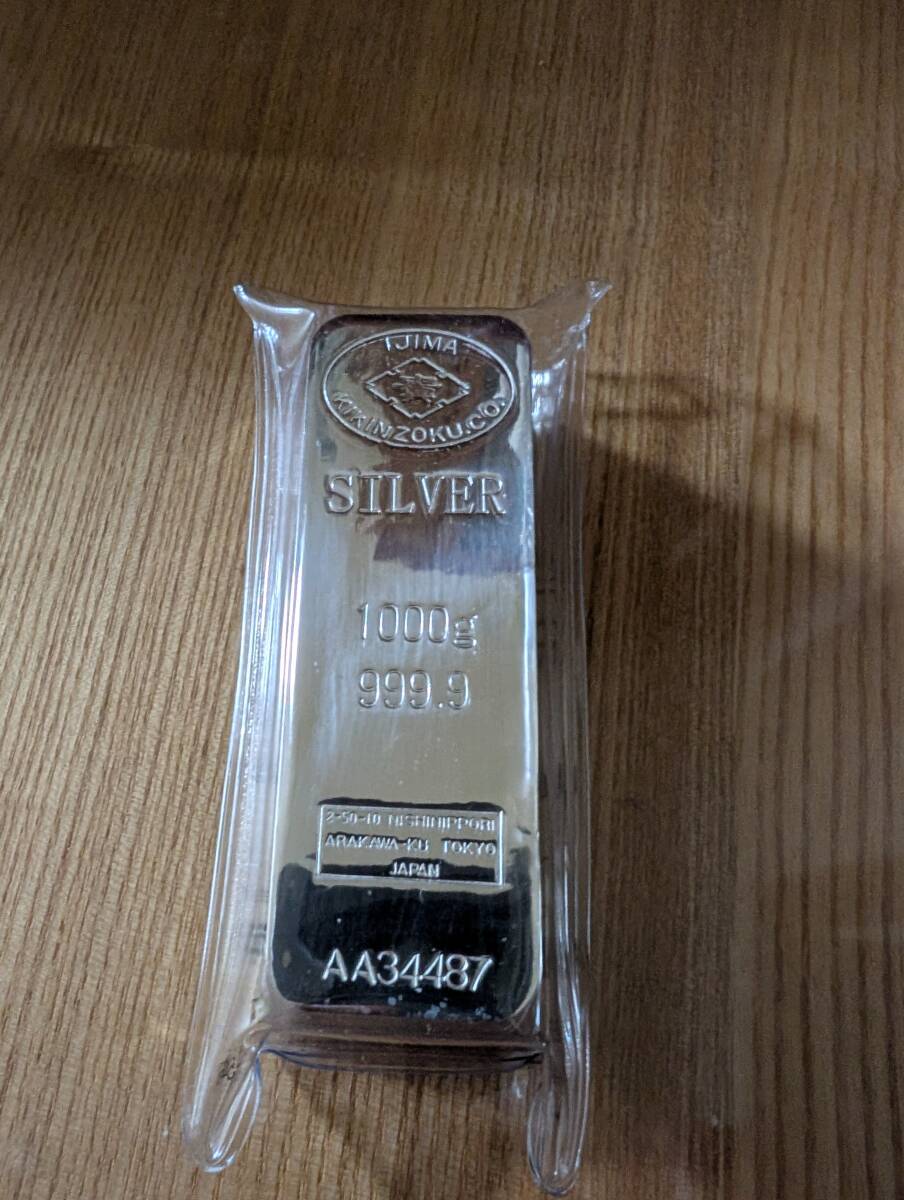 IJIMA
KIKINZOKU.CO.
SILVER
1000g
999.9
2-50-10 NISHINIPPORI
ARAKAWA-KU TOKYO
JAPAN
AA34487